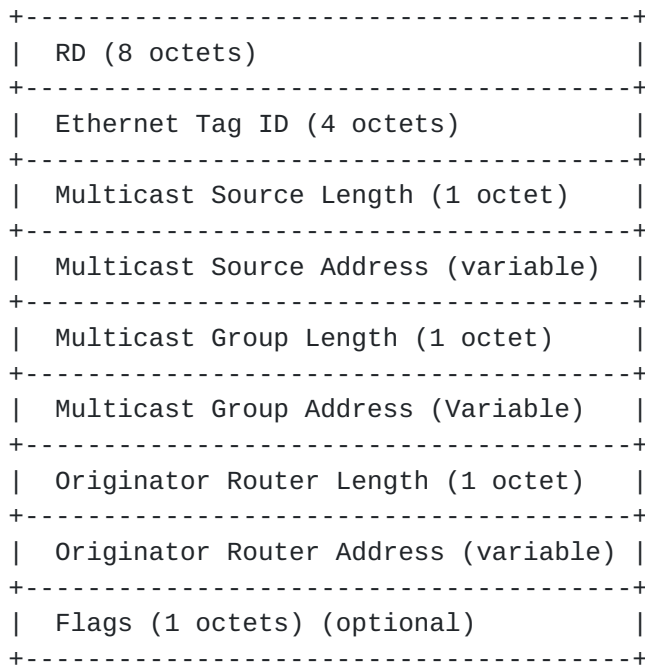 +---------------------------------------+
|  RD (8 octets)                        |
+---------------------------------------+
|  Ethernet Tag ID (4 octets)           |
+---------------------------------------+
|  Multicast Source Length (1 octet)    |
+---------------------------------------+
|  Multicast Source Address (variable)  |
+---------------------------------------+
|  Multicast Group Length (1 octet)     |
+---------------------------------------+
|  Multicast Group Address (Variable)   |
+---------------------------------------+
|  Originator Router Length (1 octet)   |
+---------------------------------------+
|  Originator Router Address (variable) |
+---------------------------------------+
|  Flags (1 octets) (optional)          |
+---------------------------------------+